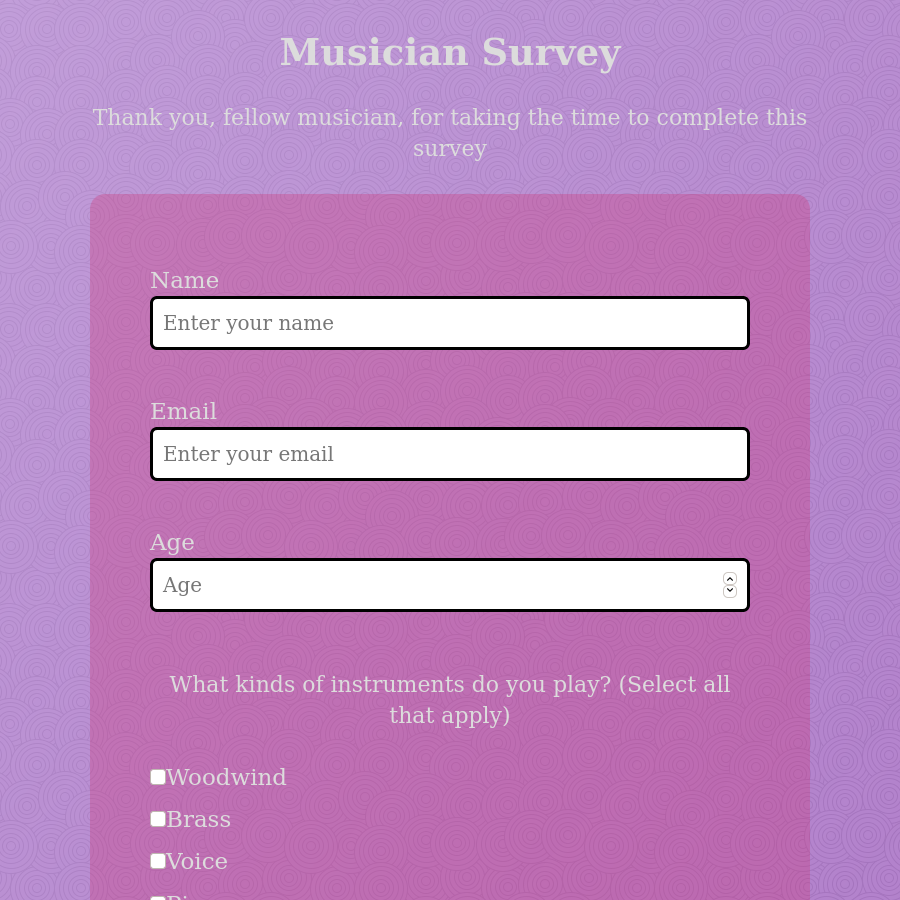 Musician Survey
Thank you, fellow musician, for taking the time to complete this
survey
Name
Enter your name
Email
Enter your email
Age
Age
What kinds of instruments do you play? (Select all
that apply)
Woodwind
Brass
Voice